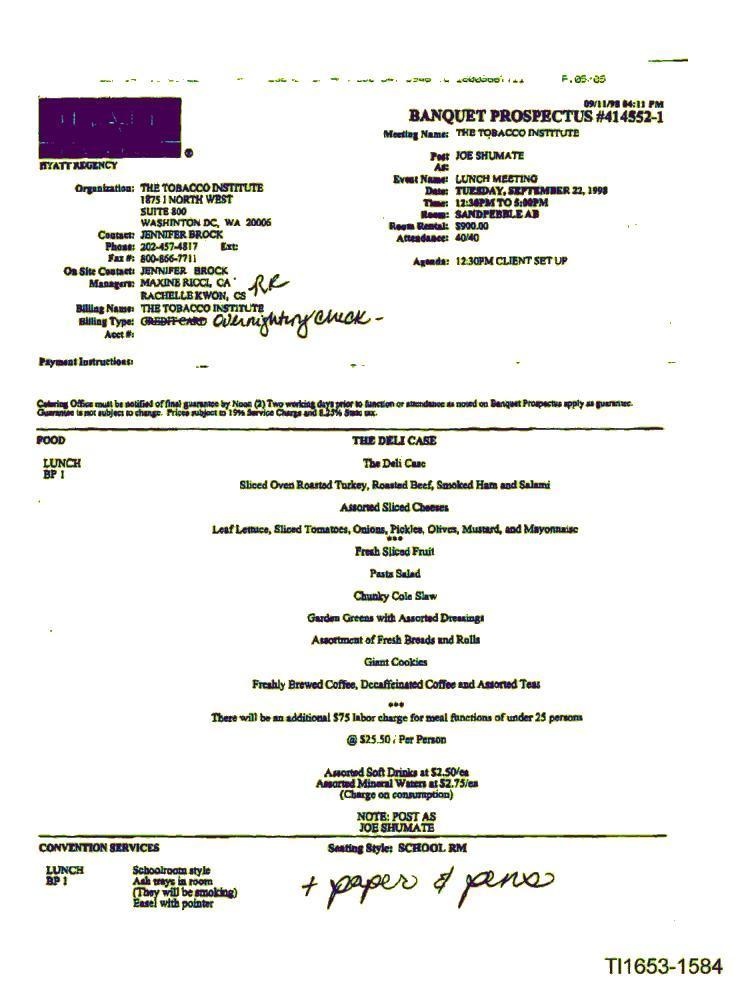 P.05/05
09/11/98 04:11 PM
BANQUET PROSPECTUS #414552-1
Meeting Name: THE TOBACCO INSTITUTE
HYATT REGENCY
Post JOE SHUMATE
As:
Event Name: LUNCH MEETING
Date: TUESDAY, SEPTEMBER 22, 1998
Time: 12:30PM TO 5:00PM
Room: SANDPEBBLE AB
Room Rental: $900.00
Attendance: 40/40
Agenda: 12:30PM CLIENT SET UP
Organization: THE TOBACCO INSTITUTE
1875 I NORTH WEST
SUITE 800
WASHINTON DC, WA 20006
Contact: JENNIFER BROCK
Phone: 202-457-4817 Ext:
Fax #: 800-866-7711
On Site Contact: JENNIFER BROCK
Managers: MAXINE RICCI, CA RR
RACHELLE KWON, CS
Billing Name: THE TOBACCO INSTITUTE
Billing Type: CREDIT CARD Overnighting check -
Acct #:
Payment Instructions:
Catering Office must be notified of final guarantee by Noon (2) Two working days prior to function or attendance as noted on Banquet Prospectus apply as guarantee.
Guarantee is not subject to change. Prices subject to 19% Service Charge and 8.25% State tax.
FOOD THE DELI CASE
LUNCH The Deli Case
BP 1
Sliced Oven Roasted Turkey, Roasted Beef, Smoked Ham and Salami
Assorted Sliced Cheeses
Leaf Lettuce, Sliced Tomatoes, Onions, Pickles, Olives, Mustard, and Mayonnaise
***
Fresh Sliced Fruit
Pasta Salad
Chunky Cole Slaw
Garden Greens with Assorted Dressings
Assortment of Fresh Breads and Rolls
Giant Cookies
Freshly Brewed Coffee, Decaffeinated Coffee and Assorted Teas
***
There will be an additional $75 labor charge for meal functions of under 25 persons
@ $25.50 / Per Person
Assorted Soft Drinks at $2.50/ea
Assorted Mineral Waters at $2.75/ea
(Charge on consumption)
NOTE: POST AS
JOE SHUMATE
CONVENTION SERVICES Seating Style: SCHOOL RM
LUNCH Schoolroom style
BP 1 Ash trays in room
(They will be smoking)
Easel with pointer
+ paper & pens
TI1653-1584